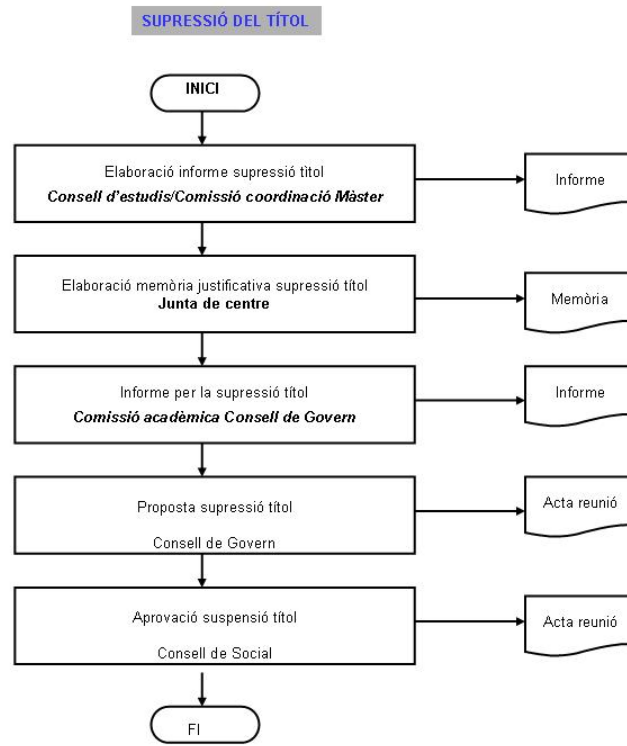 SUPRESSIÓ DEL TÍTOL
INICI
Elaboració informe supressió títol
Consell d'estudis/Comissió coordinació Màster
Informe
Elaboració memòria justificativa supressió títol
Junta de centre
Memòria
Informe per la supressió títol
Comissió acadèmica Consell de Govern
Informe
Proposta supressió títol
Consell de Govern
Acta reunió
Aprovació suspensió títol
Consell de Social
Acta reunió
FI